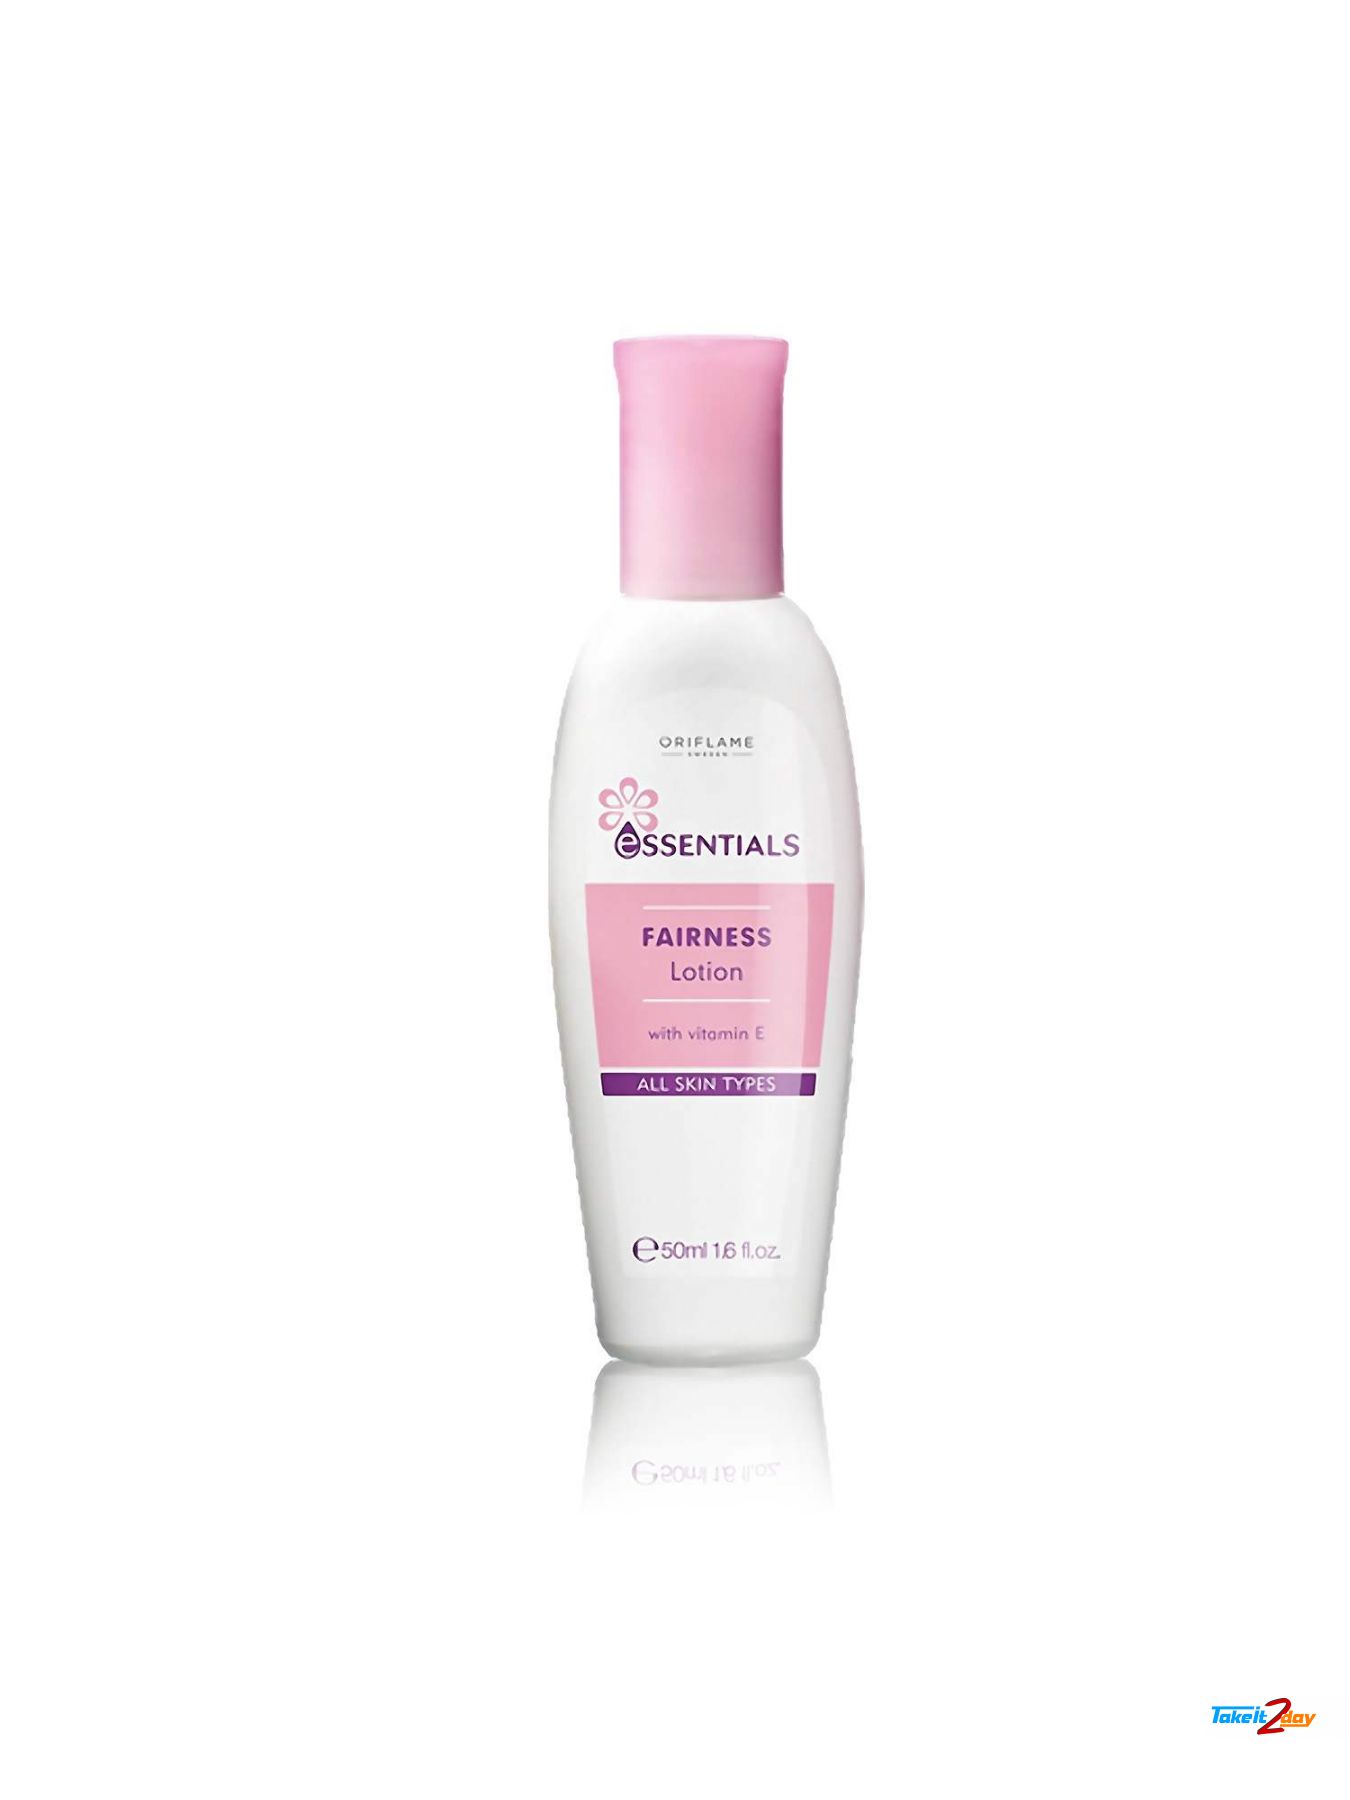 ORIFLAME
SWEDEN
eSSENTIALS
FAIRNESS
Lotion
with vitamin E
ALL SKIN TYPES
℮50ml 1.6 fl.oz.
TakeIt2day